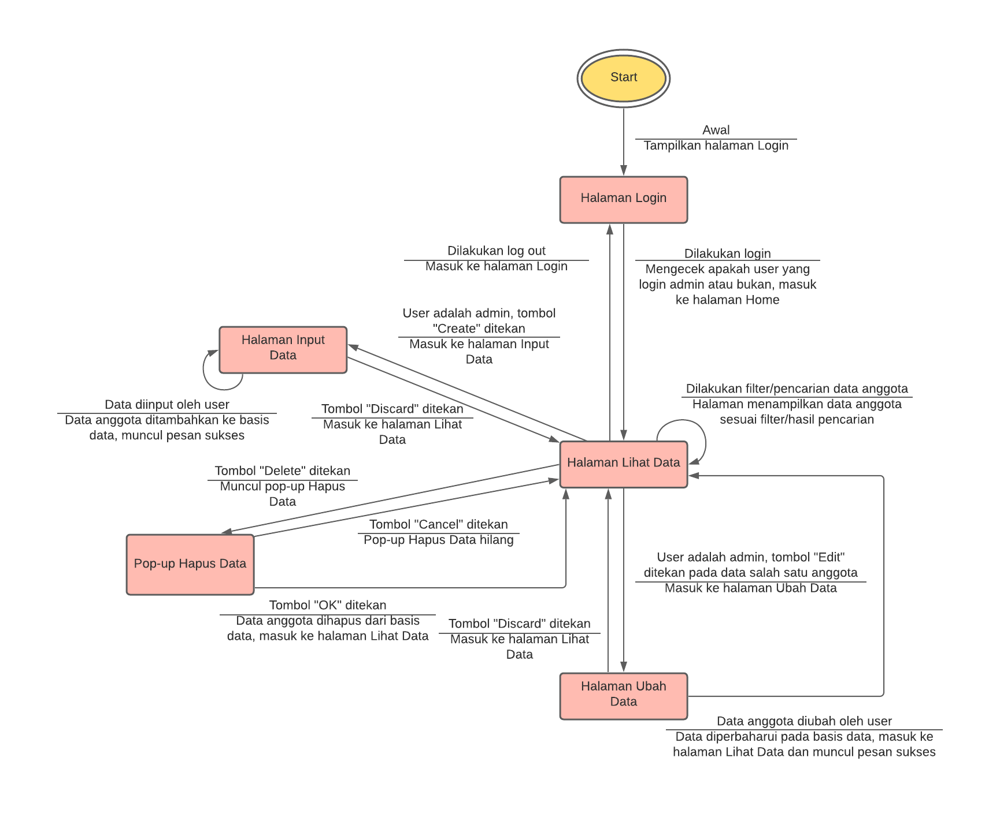 Start
Awal
Tampilkan halaman Login
Halaman Login
Dilakukan log out
Masuk ke halaman Login
Dilakukan login
Mengecek apakah user yang
login admin atau bukan, masuk
ke halaman Home
User adalah admin, tombol
"Create" ditekan
Masuk ke halaman Input
Data
Halaman Input
Data
Data diinput oleh user
Data anggota ditambahkan ke basis
data, muncul pesan sukses
Tombol "Discard" ditekan
Masuk ke halaman Lihat
Data
Dilakukan filter/pencarian data anggota
Halaman menampilkan data anggota
sesuai filter/hasil pencarian
Halaman Lihat Data
Tombol "Delete" ditekan
Muncul pop-up Hapus
Data
Tombol "Cancel" ditekan
Pop-up Hapus Data hilang
Pop-up Hapus Data
User adalah admin, tombol "Edit"
ditekan pada data salah satu anggota
Masuk ke halaman Ubah Data
Tombol "OK" ditekan
Data anggota dihapus dari basis
data, masuk ke halaman Lihat Data
Tombol "Discard" ditekan
Masuk ke halaman Lihat
Data
Halaman Ubah
Data
Data anggota diubah oleh user
Data diperbaharui pada basis data, masuk ke
halaman Lihat Data dan muncul pesan sukses